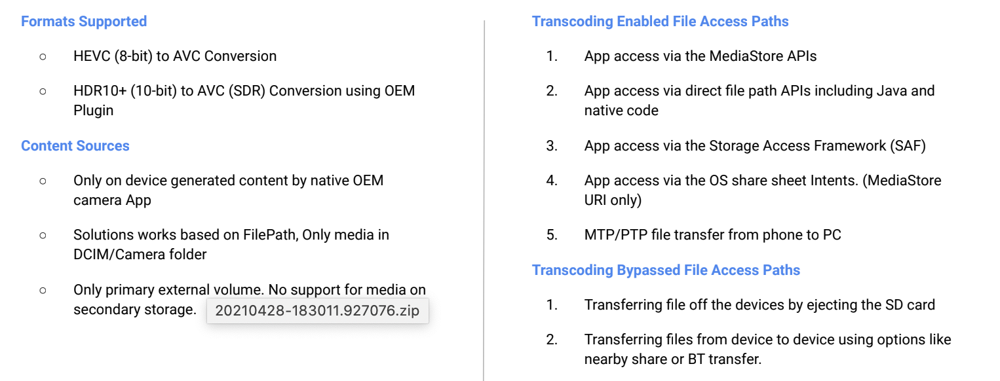 Formats Supported
○ HEVC (8-bit) to AVC Conversion
○ HDR10+ (10-bit) to AVC (SDR) Conversion using OEM
Plugin
Content Sources
○ Only on device generated content by native OEM
camera App
○ Solutions works based on FilePath, Only media in
DCIM/Camera folder
○ Only primary external volume. No support for media on
secondary storage.
20210428-183011.927076.zip
Transcoding Enabled File Access Paths
1. App access via the MediaStore APIs
2. App access via direct file path APIs including Java and
native code
3. App access via the Storage Access Framework (SAF)
4. App access via the OS share sheet Intents. (MediaStore
URI only)
5. MTP/PTP file transfer from phone to PC
Transcoding Bypassed File Access Paths
1. Transferring file off the devices by ejecting the SD card
2. Transferring files from device to device using options like
nearby share or BT transfer.